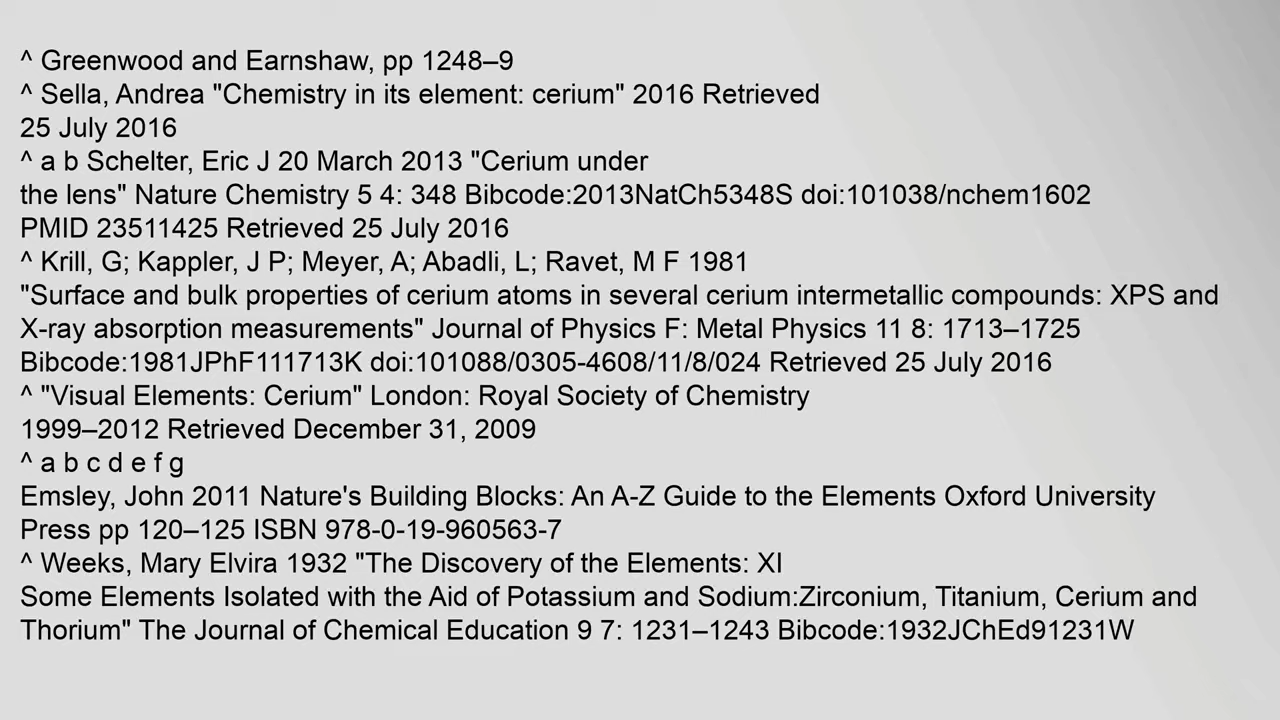 ^ Greenwood and Earnshaw, pp 1248–9
^ Sella, Andrea "Chemistry in its element: cerium" 2016 Retrieved
25 July 2016
^ a b Schelter, Eric J 20 March 2013 "Cerium under
the lens" Nature Chemistry 5 4: 348 Bibcode:2013NatCh5348S doi:101038/nchem1602
PMID 23511425 Retrieved 25 July 2016
^ Krill, G; Kappler, J P; Meyer, A; Abadli, L; Ravet, M F 1981
"Surface and bulk properties of cerium atoms in several cerium intermetallic compounds: XPS and
X-ray absorption measurements" Journal of Physics F: Metal Physics 11 8: 1713–1725
Bibcode:1981JPhF111713K doi:101088/0305-4608/11/8/024 Retrieved 25 July 2016
^ "Visual Elements: Cerium" London: Royal Society of Chemistry
1999–2012 Retrieved December 31, 2009
^ a b c d e f g
Emsley, John 2011 Nature's Building Blocks: An A-Z Guide to the Elements Oxford University
Press pp 120–125 ISBN 978-0-19-960563-7
^ Weeks, Mary Elvira 1932 "The Discovery of the Elements: XI
Some Elements Isolated with the Aid of Potassium and Sodium:Zirconium, Titanium, Cerium and
Thorium" The Journal of Chemical Education 9 7: 1231–1243 Bibcode:1932JChEd91231W